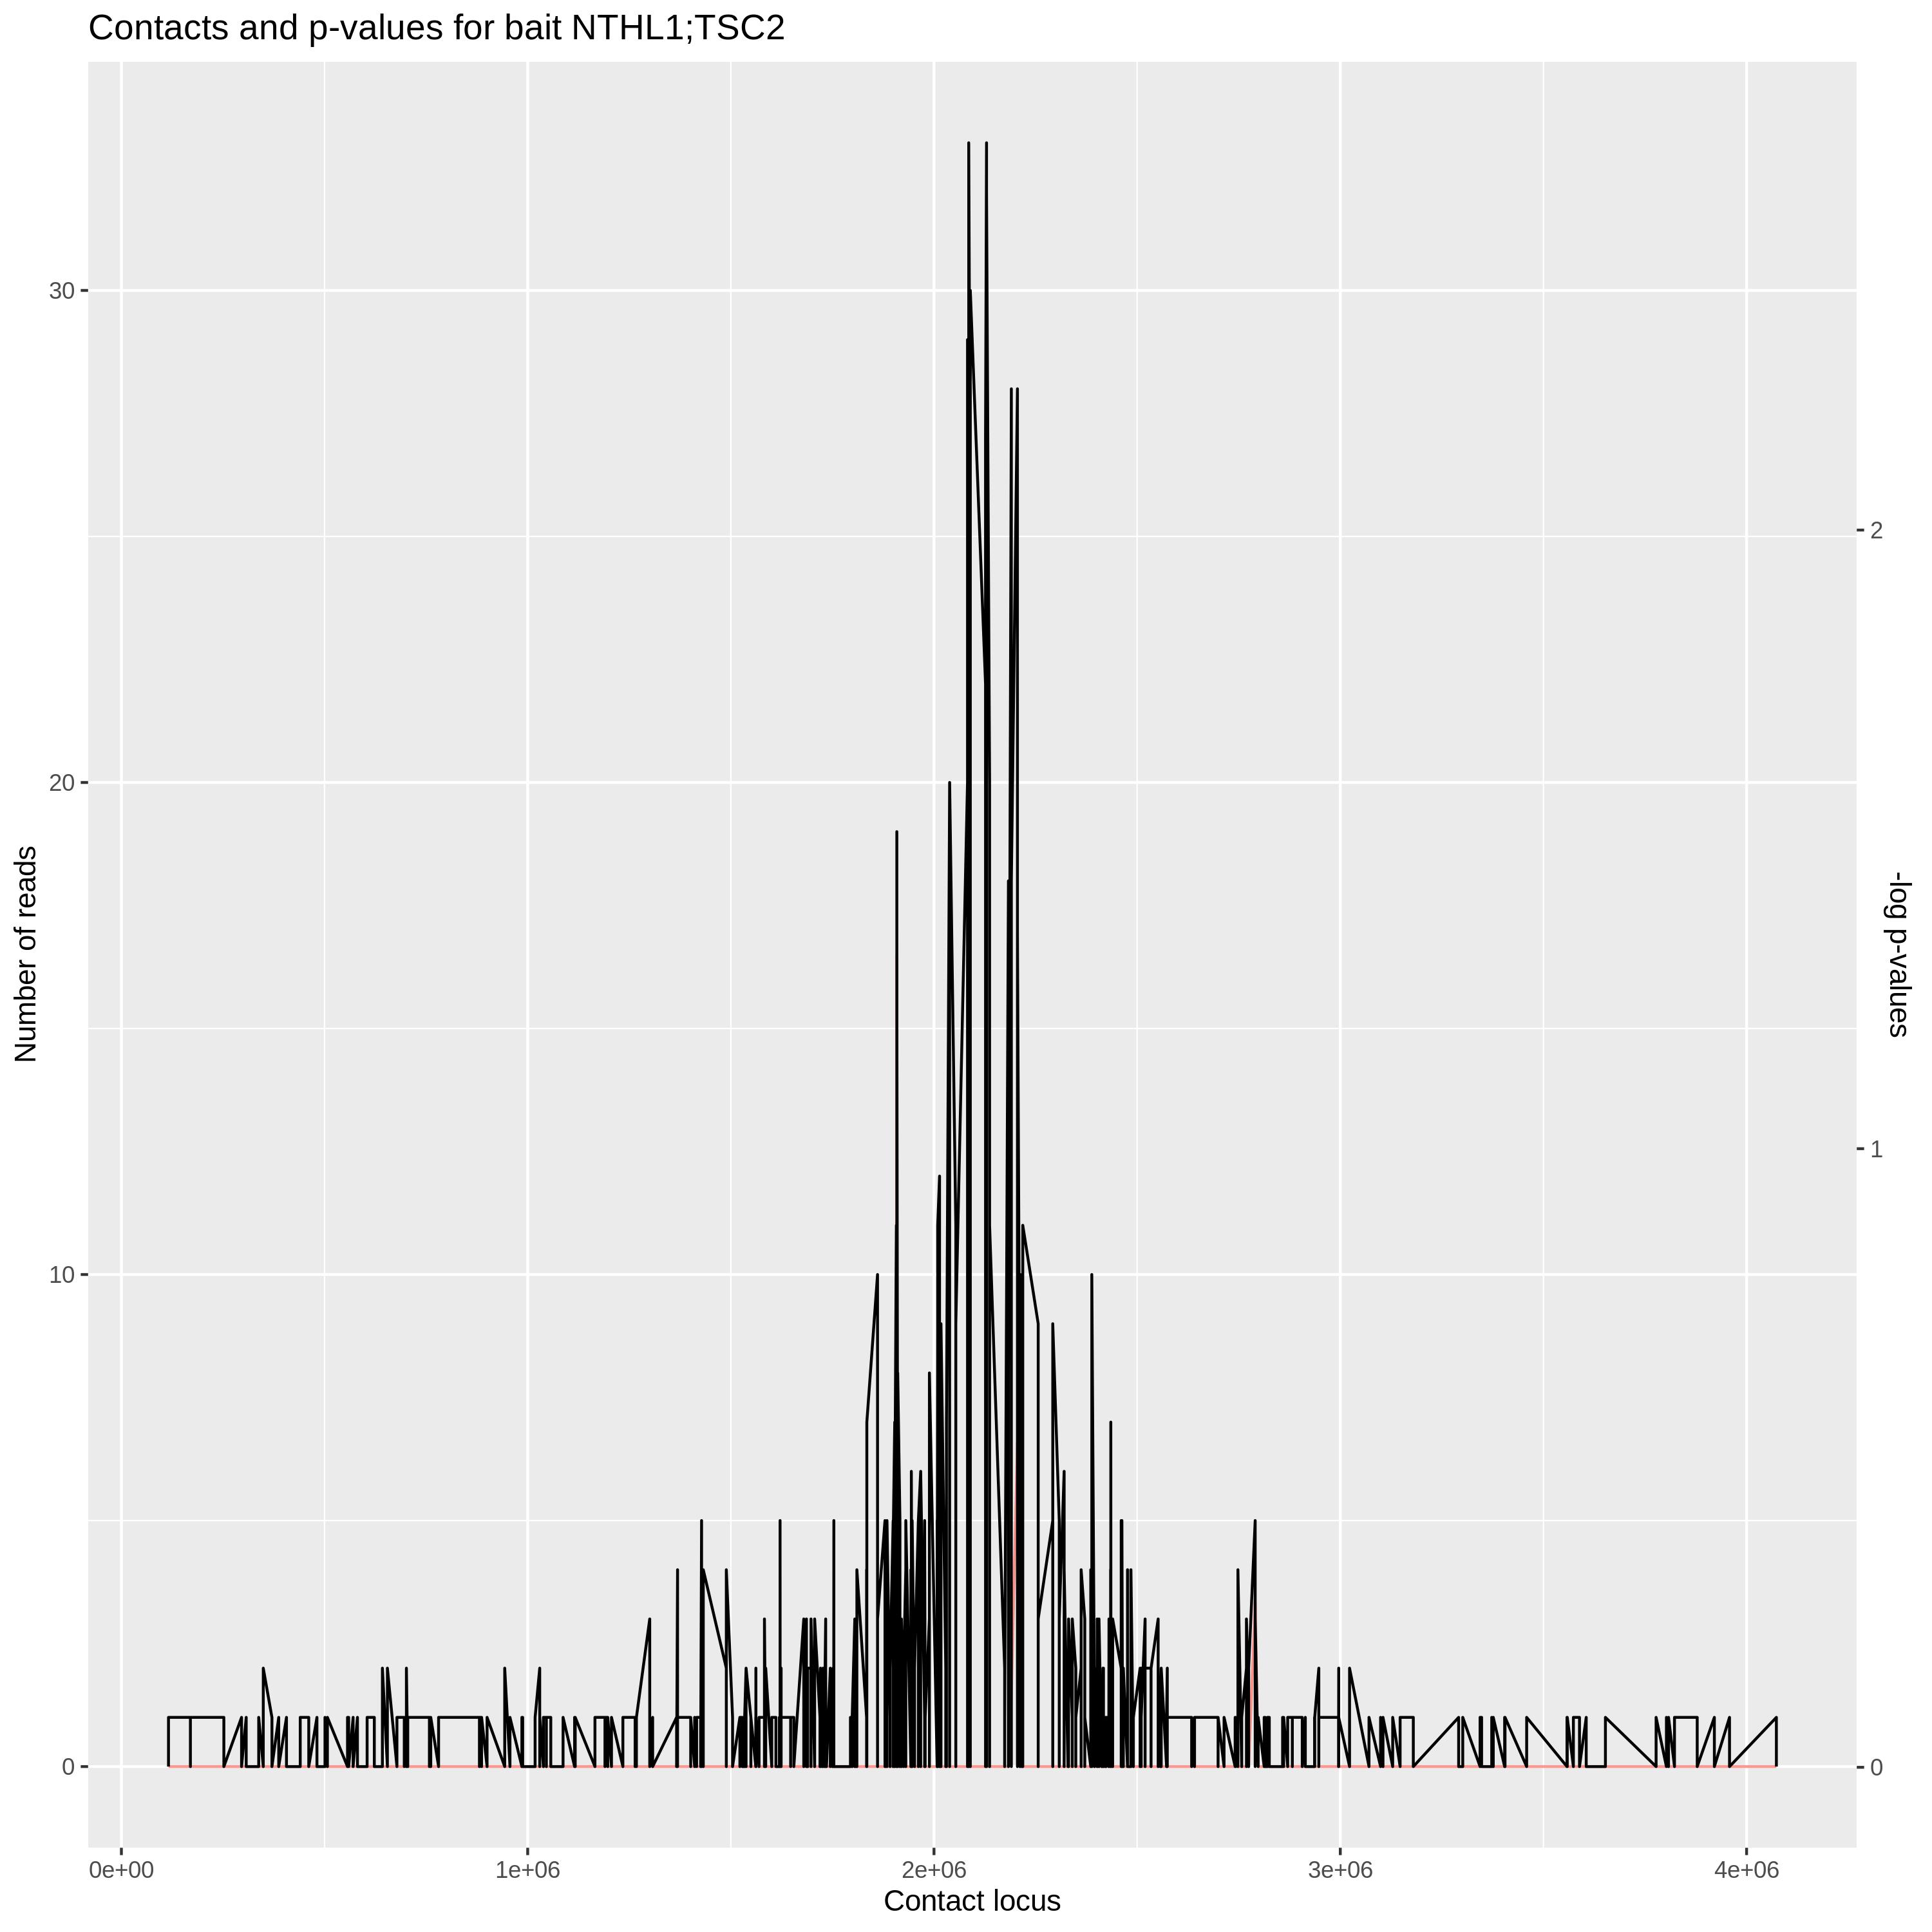 Contacts and p-values for bait NTHL1;TSC2
30
20
10
0
Number of reads
2
1
0
-log p-values
0e+00 1e+06 2e+06 3e+06 4e+06
Contact locus